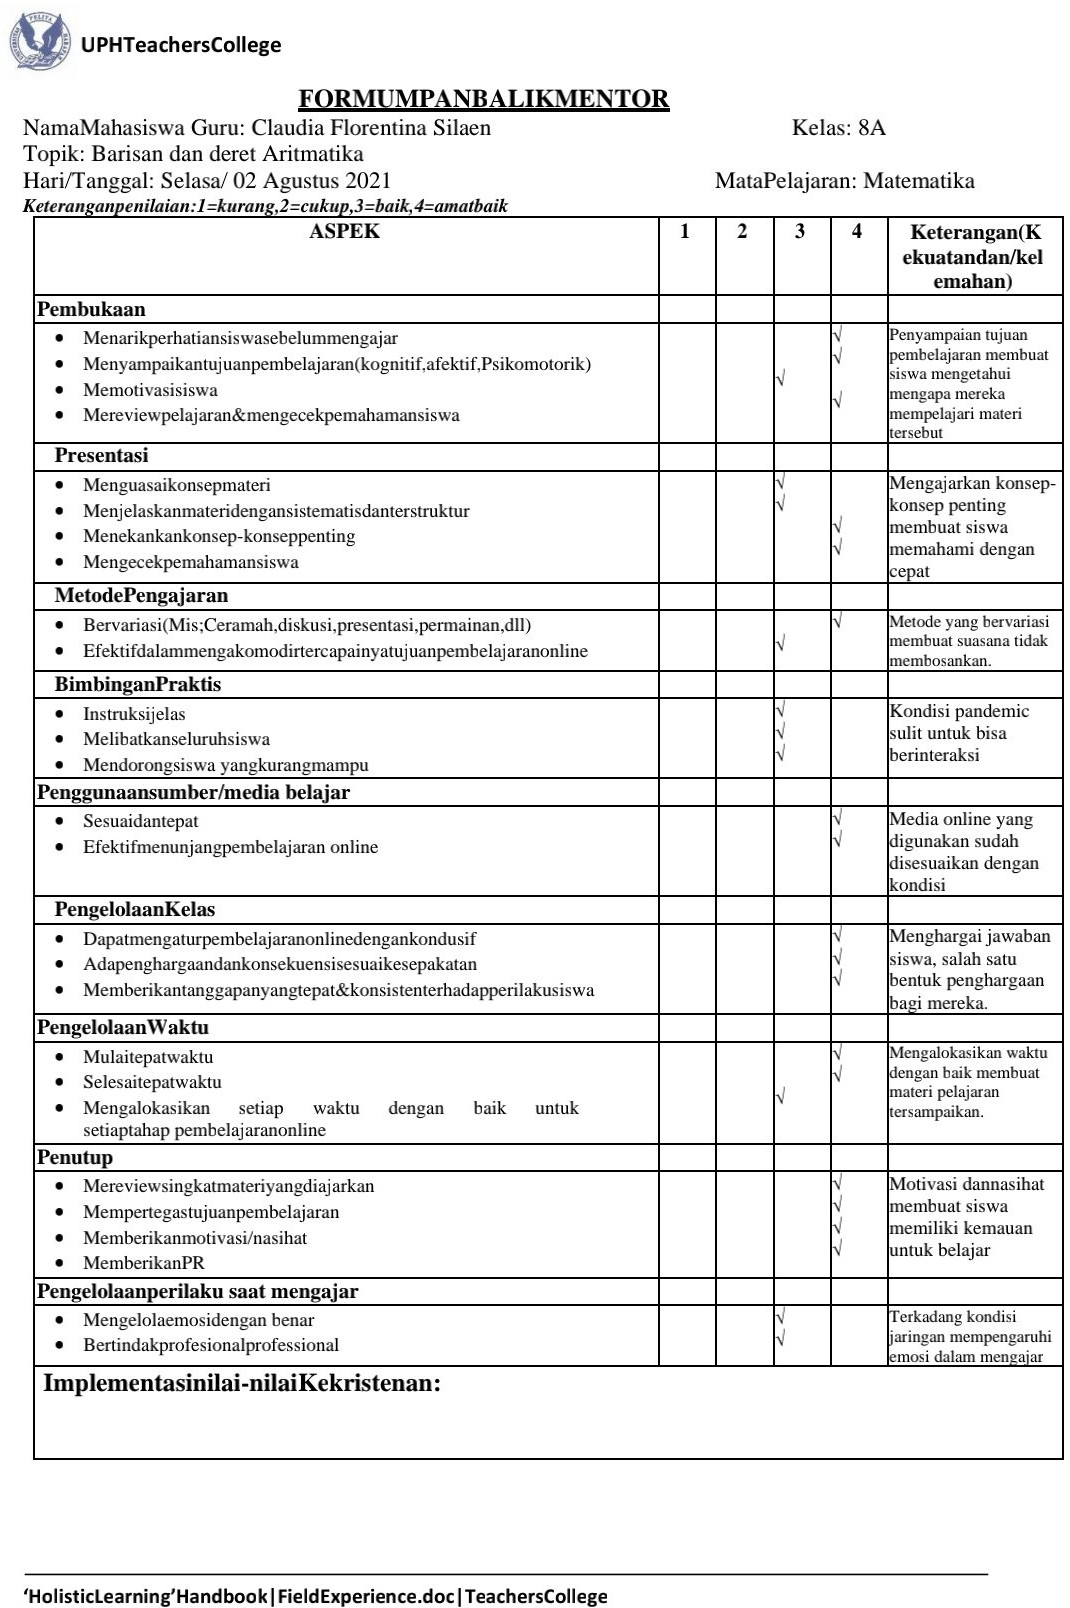 UPHTeachersCollege
FORMUMPANBALIKMENTOR
NamaMahasiswa Guru: Claudia Florentina Silaen Kelas: 8A
Topik: Barisan dan deret Aritmatika
Hari/Tanggal: Selasa/ 02 Agustus 2021 MataPelajaran: Matematika
Keteranganpenilaian:1=kurang,2=cukup,3=baik,4=amatbaik
ASPEK 1 2 3 4 Keterangan(K
ekuatandan/kel
emahan)
Pembukaan
• Menarikperhatiansiswasebelummengajar √
• Menyampaikantujuanpembelajaran(kognitif,afektif,Psikomotorik) √
• Memotivasisiswa √
• Mereviewpelajaran&mengecekpemahamansiswa √
Penyampaian tujuan
pembelajaran membuat
siswa mengetahui
mengapa mereka
mempelajari materi
tersebut
Presentasi
• Menguasaikonsepmateri √
• Menjelaskanmateridengansistematisdanterstruktur √
• Menekankankonsep-konseppenting √
• Mengecekpemahamansiswa √
Mengajarkan konsep-
konsep penting
membuat siswa
memahami dengan
cepat
MetodePengajaran
• Bervariasi(Mis;Ceramah,diskusi,presentasi,permainan,dll) √
• Efektifdalammengakomodirtercapainyatujuanpembelajaranonline √
Metode yang bervariasi
membuat suasana tidak
membosankan.
BimbinganPraktis
• Instruksijelas √
• Melibatkanseluruhsiswa √
• Mendorongsiswa yangkurangmampu √
Kondisi pandemic
sulit untuk bisa
berinteraksi
Penggunaansumber/media belajar
• Sesuaidantepat √
• Efektifmenunjangpembelajaran online √
Media online yang
digunakan sudah
disesuaikan dengan
kondisi
PengelolaanKelas
• Dapatmengaturpembelajaranonlinedengankondusif √
• Adapenghargaandankonsekuensisesuaikesepakatan √
• Memberikantanggapanyangtepat&konsistenterhadapperilakusiswa √
Menghargai jawaban
siswa, salah satu
bentuk penghargaan
bagi mereka.
PengelolaanWaktu
• Mulaitepatwaktu √
• Selesaitepatwaktu √
• Mengalokasikan setiap waktu dengan baik untuk √
setiaptahap pembelajaranonline
Mengalokasikan waktu
dengan baik membuat
materi pelajaran
tersampaikan.
Penutup
• Mereviewsingkatmateriyangdiajarkan √
• Mempertegastujuanpembelajaran √
• Memberikanmotivasi/nasihat √
• MemberikanPR √
Motivasi dannasihat
membuat siswa
memiliki kemauan
untuk belajar
Pengelolaanperilaku saat mengajar
• Mengelolaemosidengan benar √
• Bertindakprofesionalprofessional √
Terkadang kondisi
jaringan mempengaruhi
emosi dalam mengajar
Implementasinilai-nilaiKekristenan:
‘HolisticLearning’Handbook|FieldExperience.doc|TeachersCollege